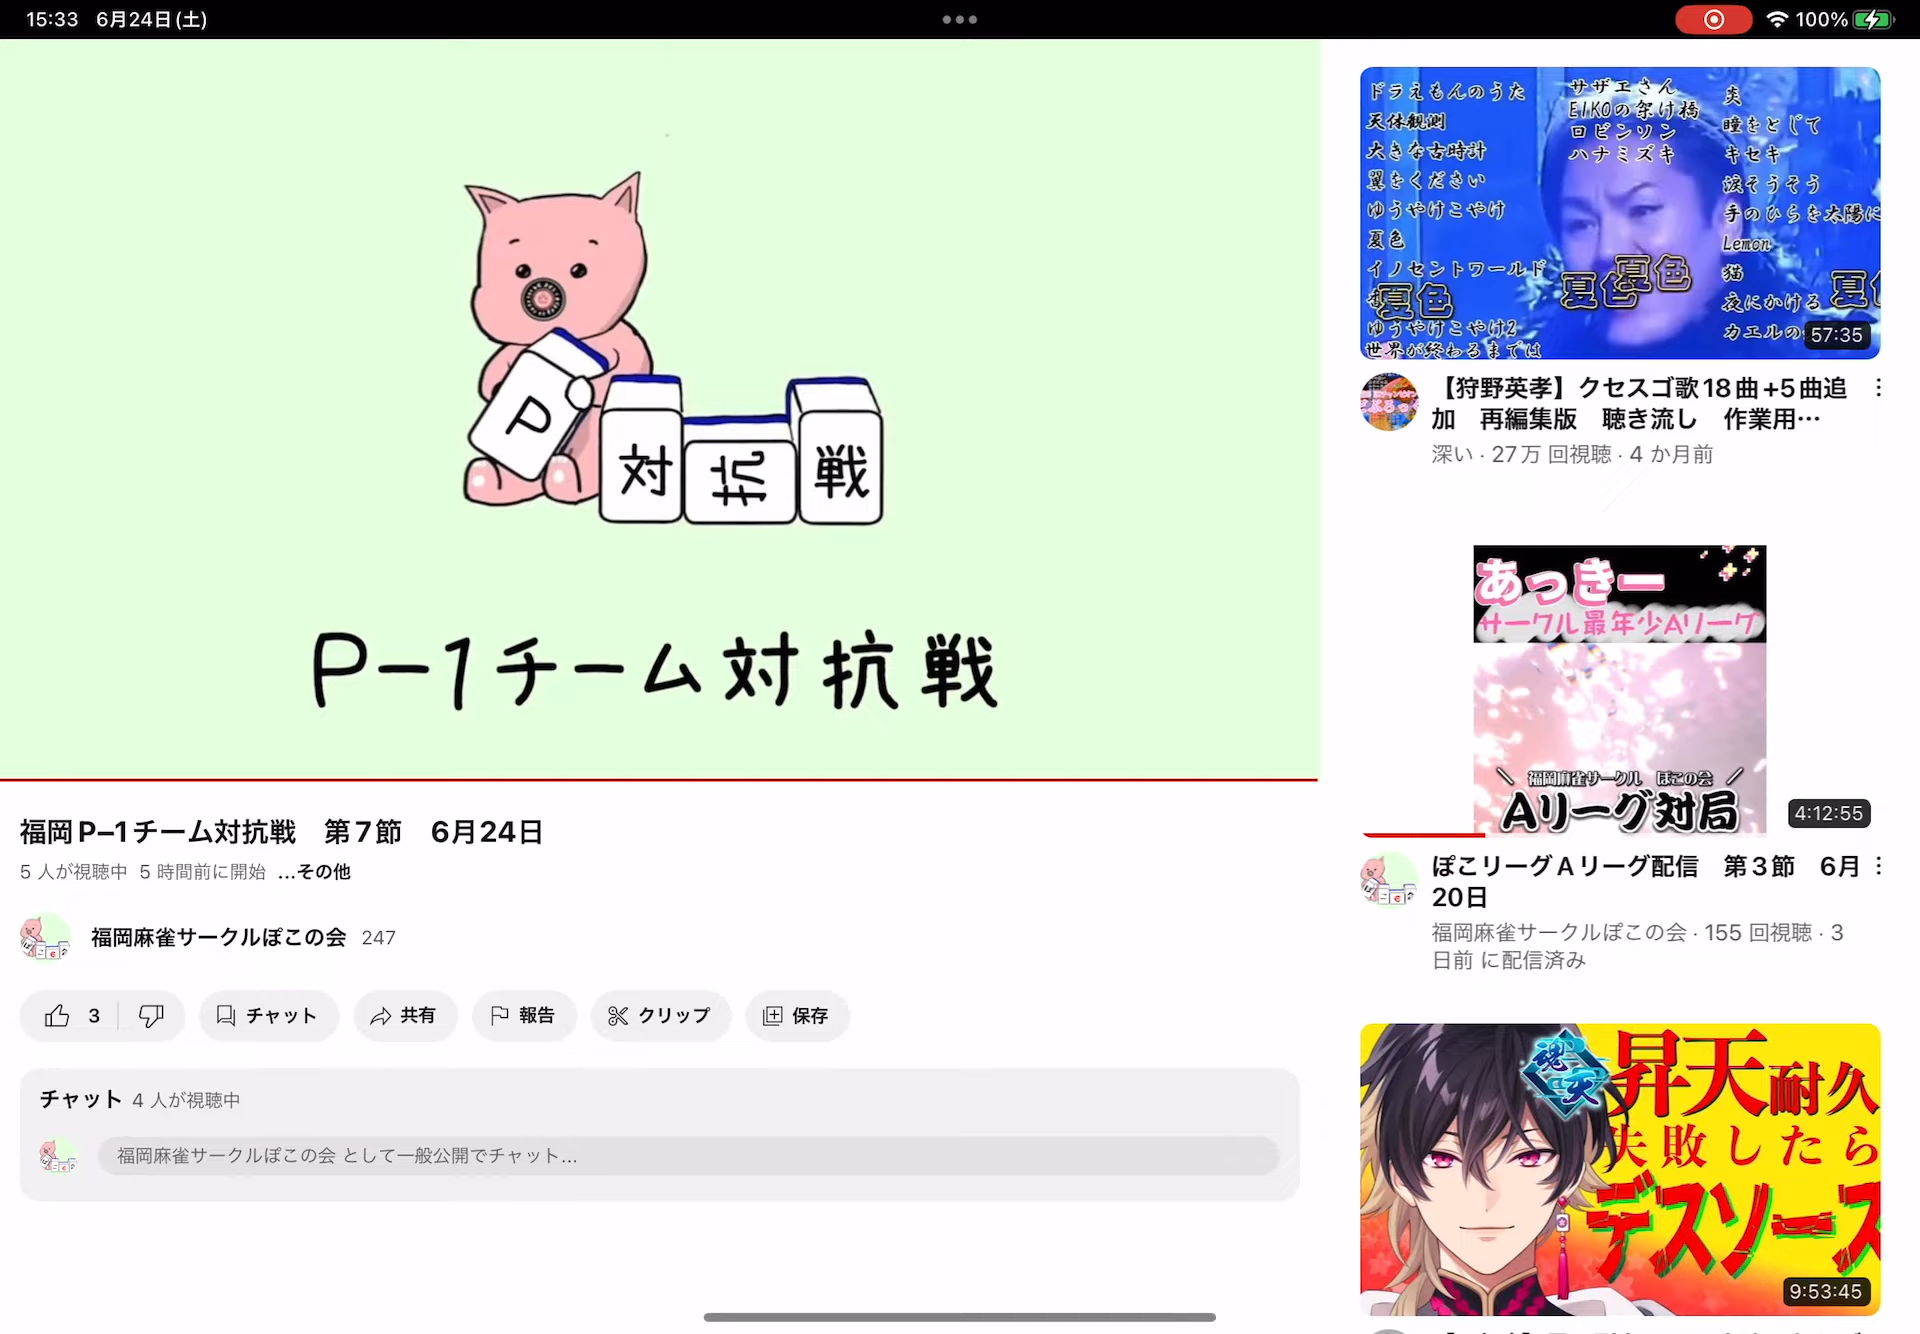 15:33 6月24日(土)
100%
P
対
抗
戦
P-1チーム対抗戦
福岡P−1チーム対抗戦　第7節　6月24日
5 人が視聴中 5 時間前に開始 ...その他
福岡麻雀サークルぽこの会 247
3
チャット
共有
報告
クリップ
保存
チャット 4 人が視聴中
福岡麻雀サークルぽこの会 として一般公開でチャット...
ドラえもんのうた
天体観測
大きな古時計
翼をください
ゆうやけこやけ
夏色
イノセントワールド
夏色
ゆうやけこやけ2
世界が終わるまでは
サザエさん
EIKOの架け橋
ロビンソン
ハナミズキ
夏色
夏色
炎
瞳をとじて
キセキ
涙そうそう
手のひらを太陽に
Lemon
猫
夜にかける
カエルの
夏色
57:35
【狩野英孝】クセスゴ歌18曲+5曲追
加　再編集版　聴き流し　作業用…
深い · 27万 回視聴 · 4 か月前
あっきー
サークル最年少Aリーグ
福岡麻雀サークル　ぽこの会
Aリーグ対局
4:12:55
ぽこリーグAリーグ配信　第3節　6月
20日
福岡麻雀サークルぽこの会 · 155 回視聴 · 3
日前 に配信済み
魂天
昇天耐久
失敗したら
デスソース
9:53:45